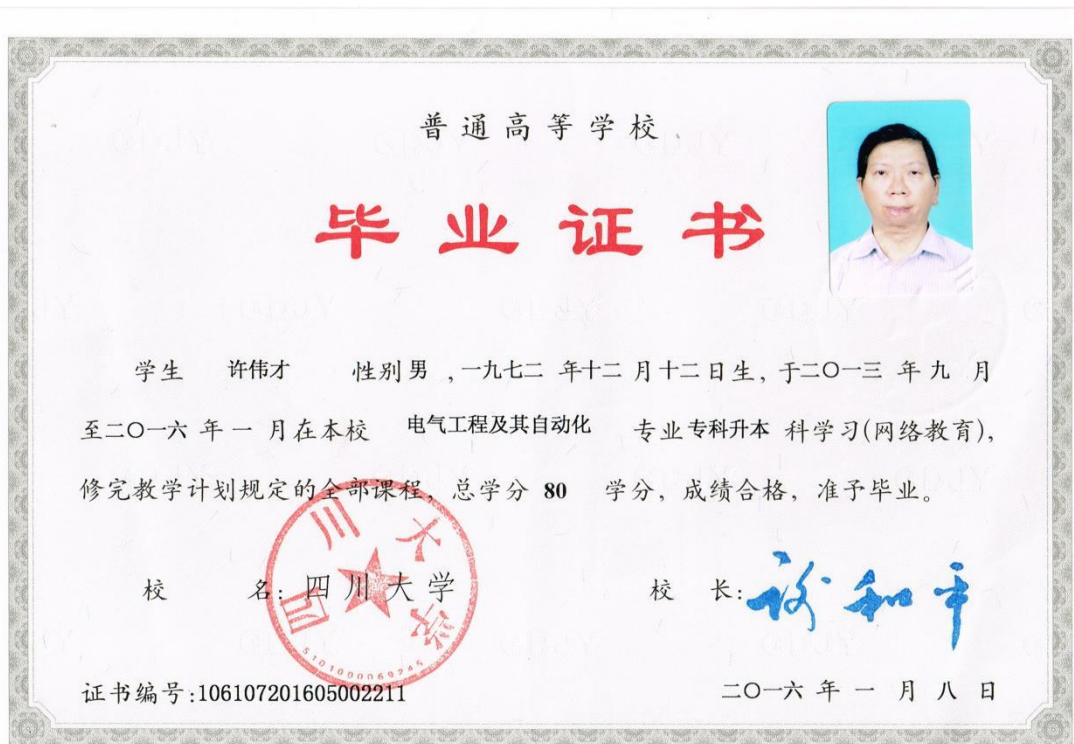 普通高等学校
毕业证书
学生 许伟才 性别 男 ,一九七二 年十二 月十二日生, 于二〇一三 年九 月
至二〇一六 年 一 月在本校 电气工程及其自动化 专业 专科升本 科学习(网络教育),
修完教学计划规定的全部课程, 总学分 80 学分, 成绩合格, 准予毕业。
校 名: 四川大学 校 长: 谢和平
四川大学
5101000069745
证书编号:106107201605002211 二〇一六 年 一 月 八 日